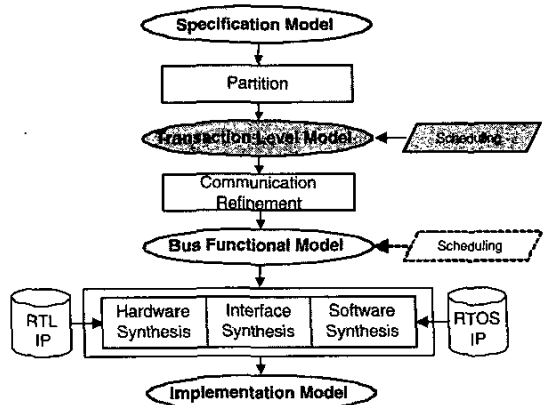 Specification Model
Partition
Transaction Level Model
Scheduling
Communication
Refinement
Bus Functional Model
Scheduling
RTL
IP
Hardware
Synthesis
Interface
Synthesis
Software
Synthesis
RTOS
IP
Implementation Model